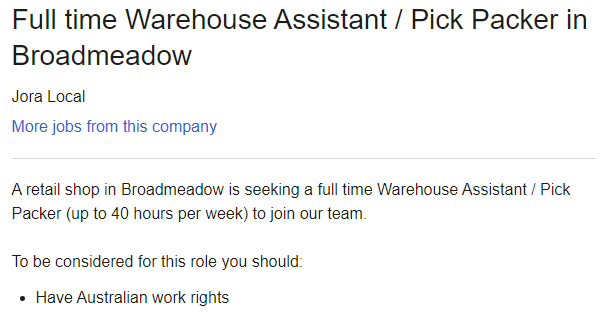 Full time Warehouse Assistant / Pick Packer in
Broadmeadow
Jora Local
More jobs from this company
A retail shop in Broadmeadow is seeking a full time Warehouse Assistant / Pick
Packer (up to 40 hours per week) to join our team.
To be considered for this role you should:
• Have Australian work rights